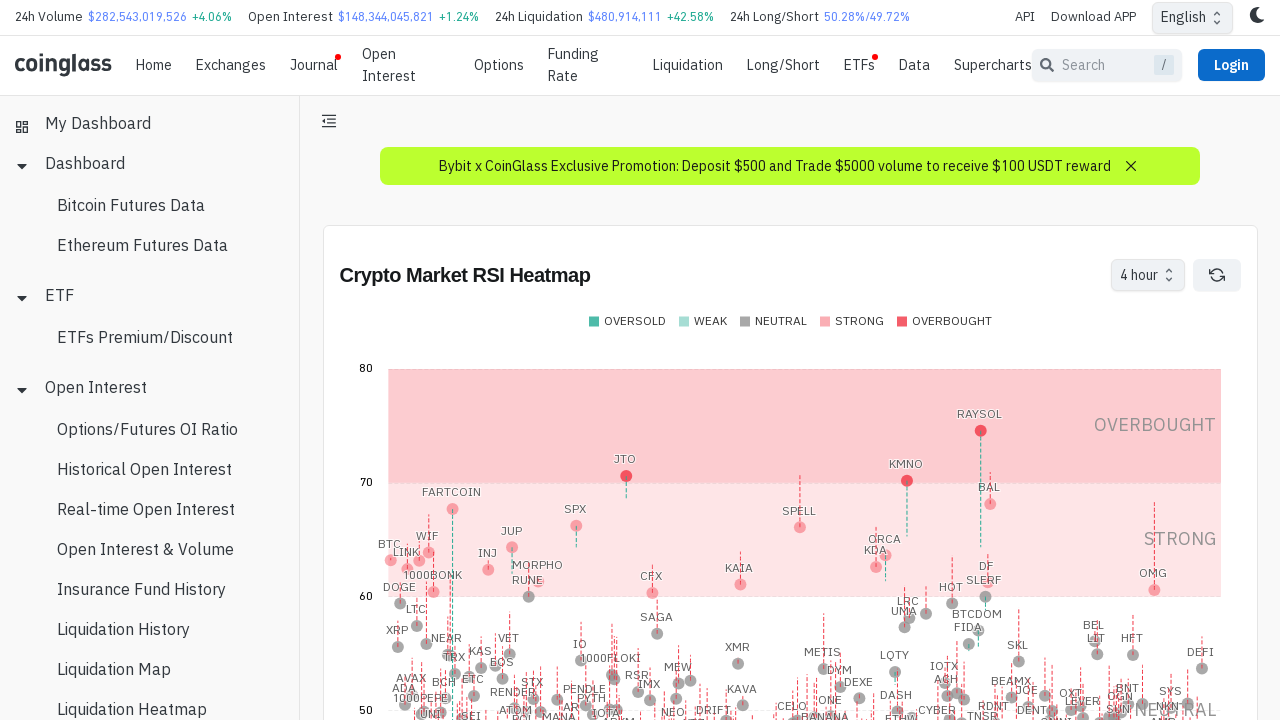 24h Volume $282,543,019,526 +4.06% Open Interest $148,344,045,821 +1.24% 24h Liquidation $480,914,111 +42.58% 24h Long/Short 50.28%/49.72% API Download APP English
coinglass Home Exchanges Journal Open Interest Options Funding Rate Liquidation Long/Short ETFs Data Supercharts Search / Login
My Dashboard
Dashboard
Bitcoin Futures Data
Ethereum Futures Data
ETF
ETFs Premium/Discount
Open Interest
Options/Futures OI Ratio
Historical Open Interest
Real-time Open Interest
Open Interest & Volume
Insurance Fund History
Liquidation History
Liquidation Map
Liquidation Heatmap
Bybit x CoinGlass Exclusive Promotion: Deposit $500 and Trade $5000 volume to receive $100 USDT reward
Crypto Market RSI Heatmap
4 hour
OVERSOLD WEAK NEUTRAL STRONG OVERBOUGHT
80
RAYSOL
OVERBOUGHT
JTO
KMNO
70
BAL
FARTCOIN
SPX
SPELL
JUP
WIF
BTC
LINK
INJ
ORCA
KDA
STRONG
MORPHO
KAIA
DF
1000BONK
RUNE
CFX
SLERF
OMG
DOGE
HOT
60
LTC
LRC
UMA
SAGA
BTCDOM
XRP
FIDA
BEL
NEAR
VET
LIT
HFT
IO
XMR
SKL
TRX
KAS
EOS
1000FLOKI
METIS
LQTY
DEFI
BCH
ETC
RSR
MEW
DYM
IOTX
AVAX
ADA
STX
IMX
DEXE
ACH
BEAMX
1000PEPE
RENDER
PENDLE
KAVA
DASH
JOE
OXT
BNT
SYS
PYTH
ONE
RDNT
LEVER
UNI
ATOM
AR
NEO
DRIFT
CELO
CYBER
DENT
50
SEI
MANA
IOTA
BANANA
TNSR
NEUTRAL